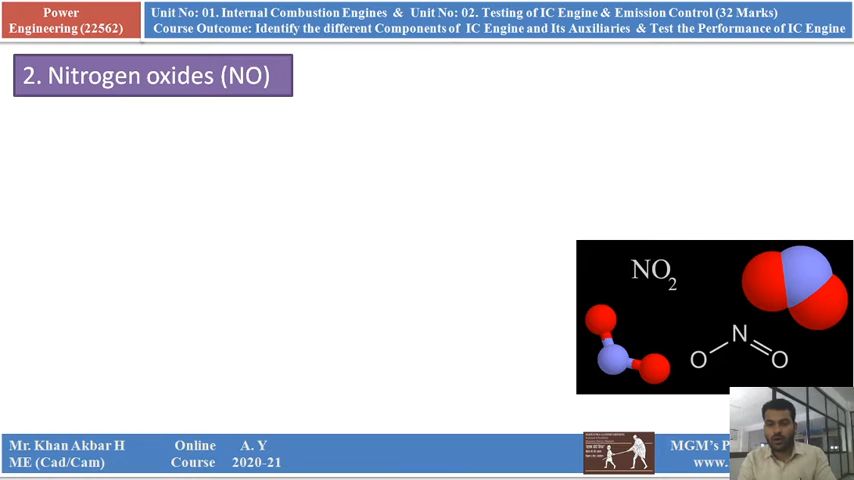 Power
Engineering (22562)
Unit No: 01. Internal Combustion Engines & Unit No: 02. Testing of IC Engine & Emission Control (32 Marks)
Course Outcome: Identify the different Components of IC Engine and Its Auxiliaries & Test the Performance of IC Engine
2. Nitrogen oxides (NO)
NO2
N
O
O
Mr. Khan Akbar H
ME (Cad/Cam)
Online
Course
A. Y
2020-21
MGM's P
www.